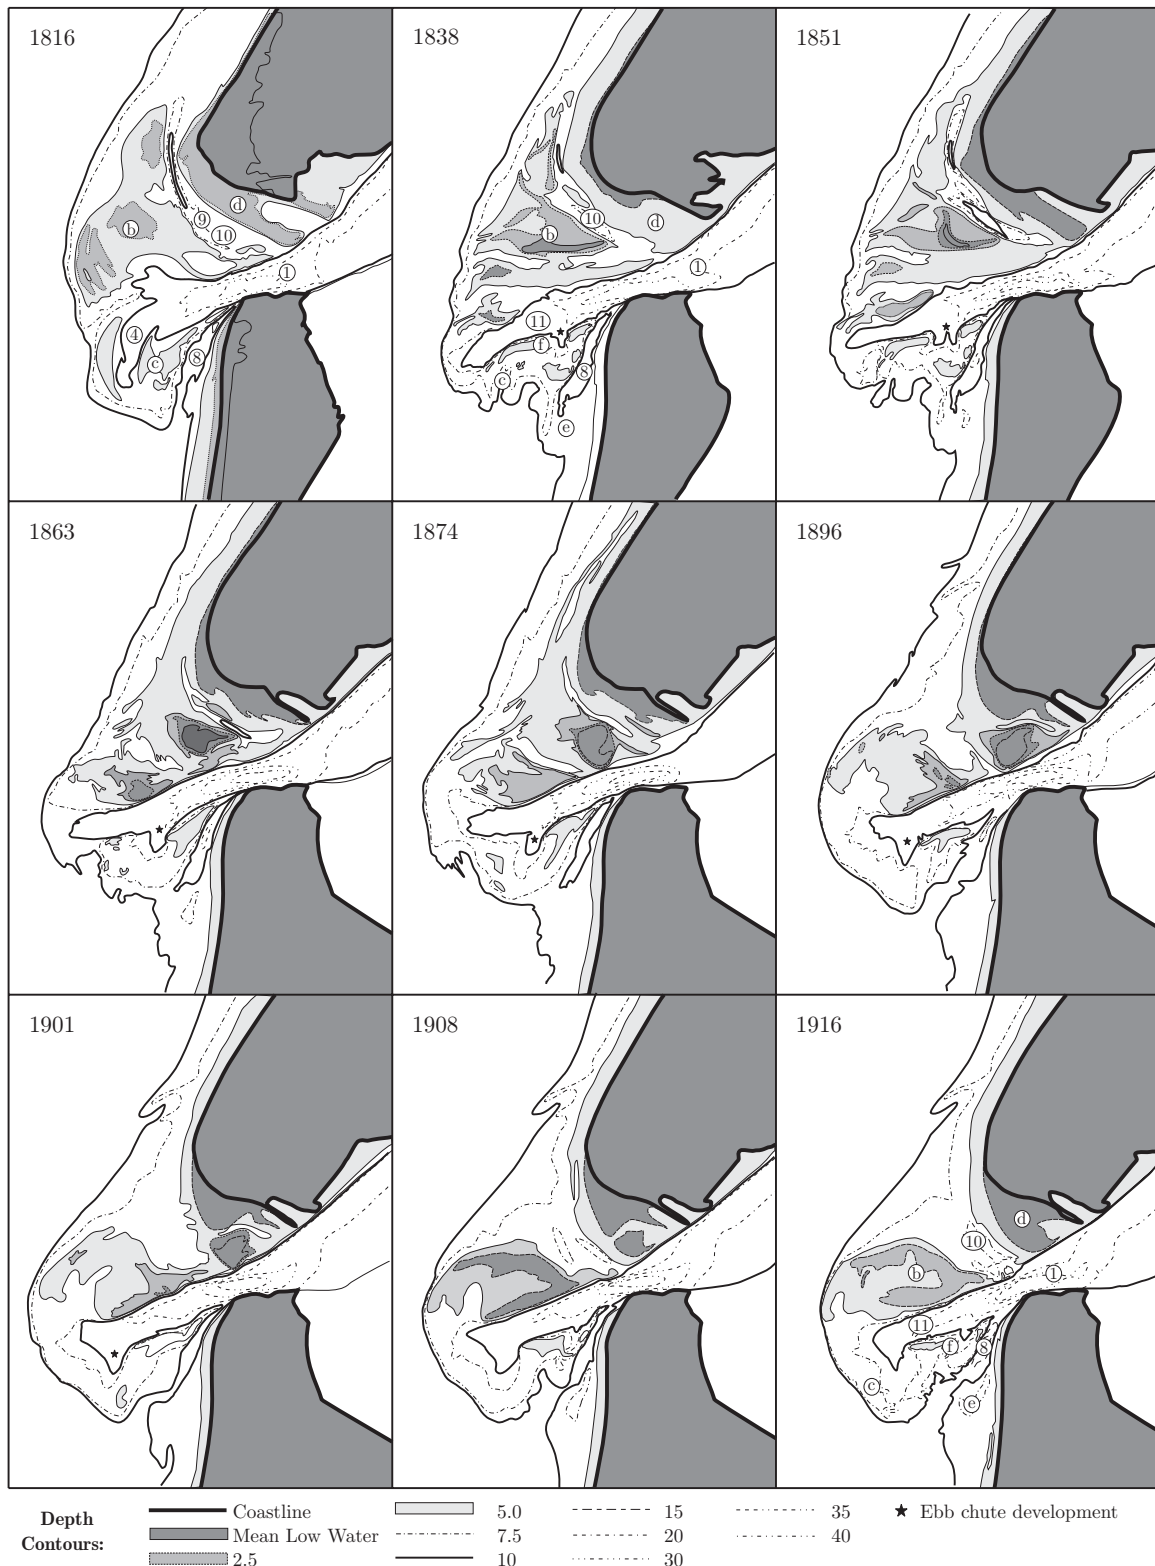 1816
9
d
b
10
1
4
c
8
1838
10
d
b
1
11
f
c
8
e
1851
1863
1874
1896
1901
1908
1916
d
10
b
1
11
f
8
c
e
Depth Contours:
Coastline
Mean Low Water
2.5
5.0
7.5
10
15
20
30
35
40
Ebb chute development